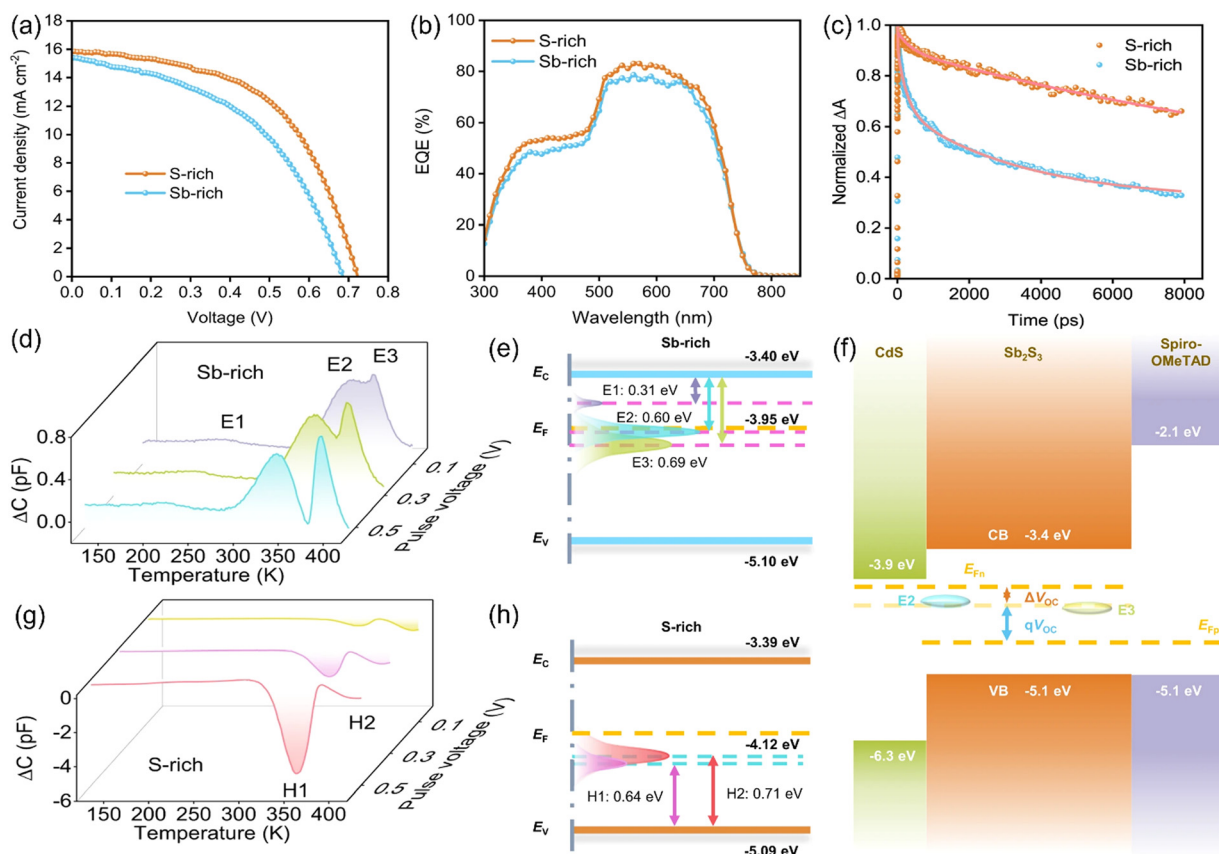 (a)
18
16
14
12
10
8
6
4
2
0
Current density (mA cm⁻²)
S-rich
Sb-rich
0.0 0.1 0.2 0.3 0.4 0.5 0.6 0.7 0.8
Voltage (V)
(b)
100
80
60
40
20
0
EQE (%)
S-rich
Sb-rich
300 400 500 600 700 800
Wavelength (nm)
(c)
1.0
0.8
0.6
0.4
0.2
0.0
Normalized ΔA
S-rich
Sb-rich
0 2000 4000 6000 8000
Time (ps)
(d)
Sb-rich
E1
E2
E3
0.8
0.4
0.0
ΔC (pF)
150 200 250 300 350 400
Temperature (K)
0.1
0.3
0.5
Pulse voltage (V)
(e)
Sb-rich
E_C
-3.40 eV
E1: 0.31 eV
E2: 0.60 eV
-3.95 eV
E_F
E3: 0.69 eV
E_V
-5.10 eV
(f)
CdS
Sb₂S₃
Spiro-
OMeTAD
-2.1 eV
CB -3.4 eV
-3.9 eV
E_Fn
E2
ΔV_OC
E3
qV_OC
E_Fp
VB -5.1 eV
-5.1 eV
-6.3 eV
(g)
0
-2
-4
-6
ΔC (pF)
S-rich
H1
H2
150 200 250 300 350 400
Temperature (K)
0.1
0.3
0.5
Pulse voltage (V)
(h)
S-rich
E_C
-3.39 eV
E_F
-4.12 eV
H1: 0.64 eV
H2: 0.71 eV
E_V
-5.09 eV